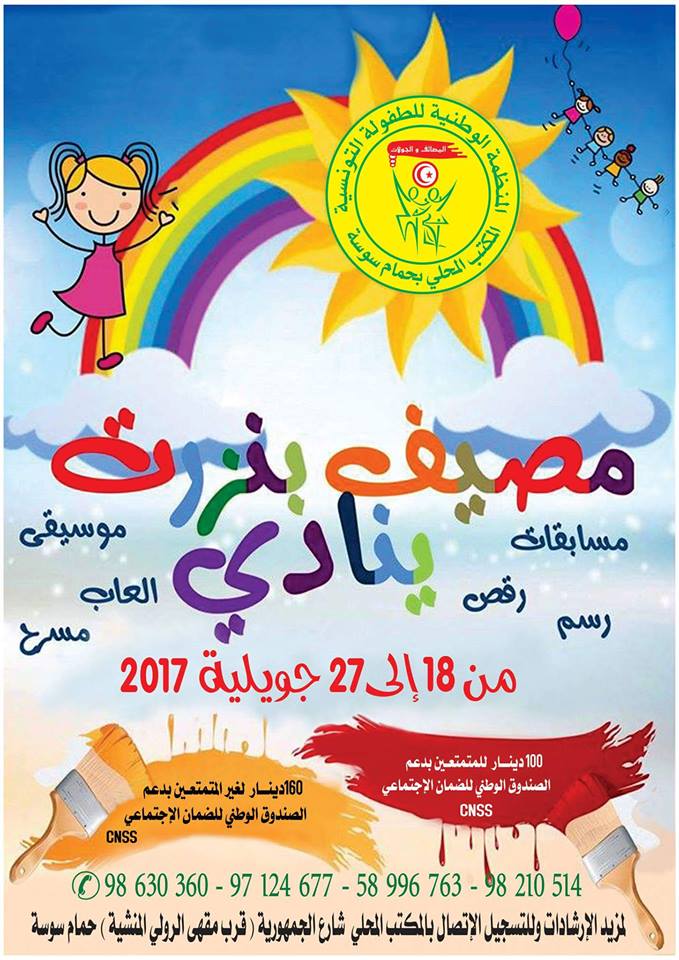 المنظمة الوطنية للطفولة التونسية
المصائف و الجولات
المكتب المحلي بحمام سوسة
مصيف بنزرت
ينادي
مسابقات
موسيقى
رقص
العاب
رسم
مسرح
من 18 إلى 27 جويلية 2017
100 دينــار للمتمتعين بدعم
الصندوق الوطني للضمان الإجتماعي
CNSS
160دينــار لغير المتمتعين بدعم
الصندوق الوطني للضمان الإجتماعي
CNSS
98 630 360 - 97 124 677 - 58 996 763 - 98 210 514
لمزيد الإرشادات وللتسجيل الإتصال بالمكتب المحلي شارع الجمهورية ( قرب مقهى الرولي المنشية ) حمام سوسة